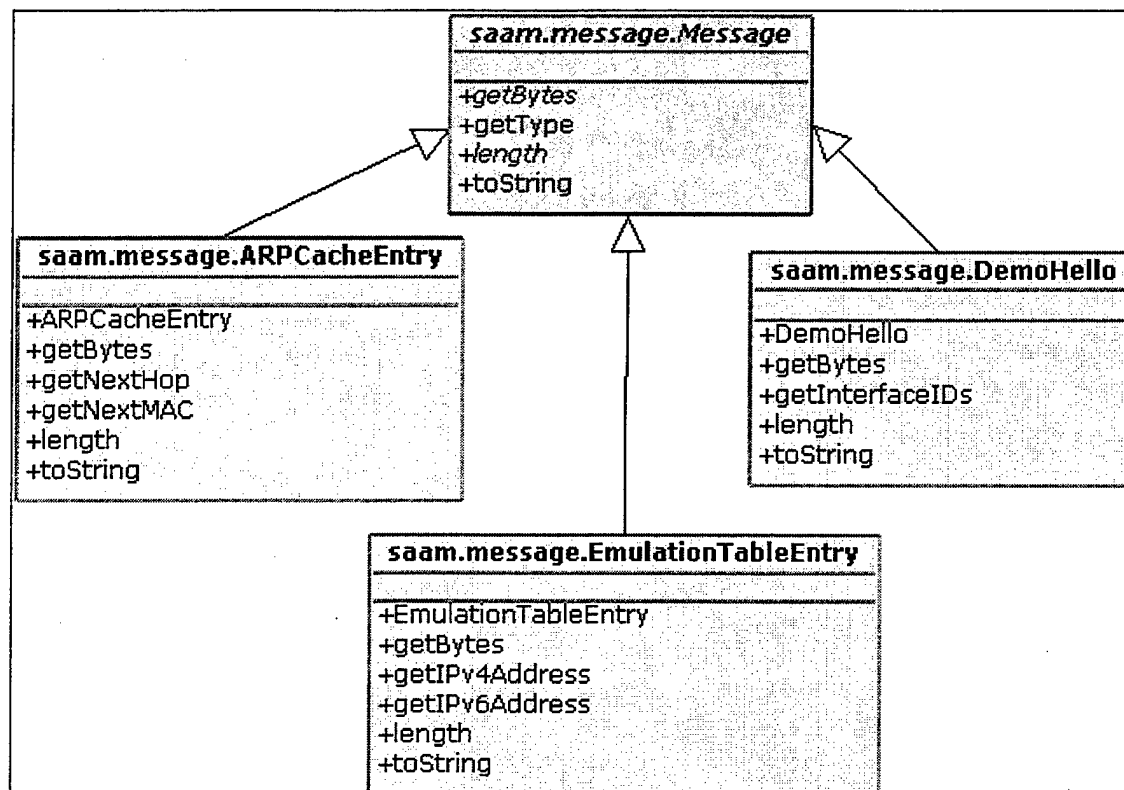 saam.message.Message
+getBytes
+getType
+length
+toString
saam.message.ARPCacheEntry
+ARPCacheEntry
+getBytes
+getNextHop
+getNextMAC
+length
+toString
saam.message.DemoHello
+DemoHello
+getBytes
+getInterfaceIDs
+length
+toString
saam.message.EmulationTableEntry
+EmulationTableEntry
+getBytes
+getIPv4Address
+getIPv6Address
+length
+toString